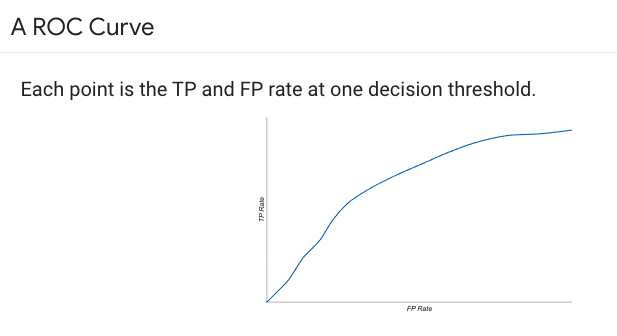 A ROC Curve
Each point is the TP and FP rate at one decision threshold.
TP Rate
FP Rate